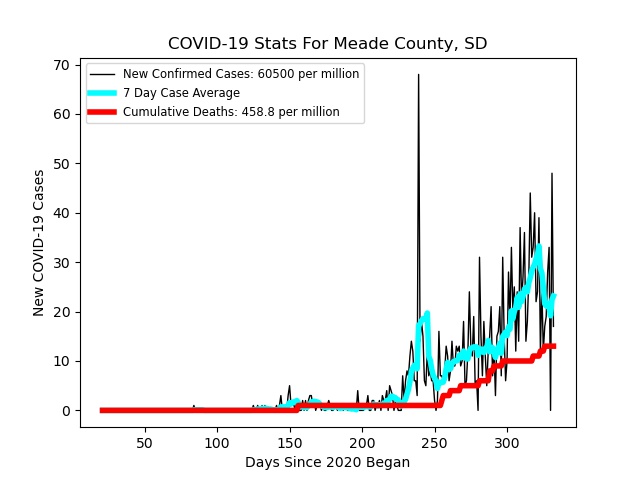 COVID-19 Stats For Meade County, SD
New Confirmed Cases: 60500 per million
7 Day Case Average
Cumulative Deaths: 458.8 per million
New COVID-19 Cases
70
60
50
40
30
20
10
0
50
100
150
200
250
300
Days Since 2020 Began